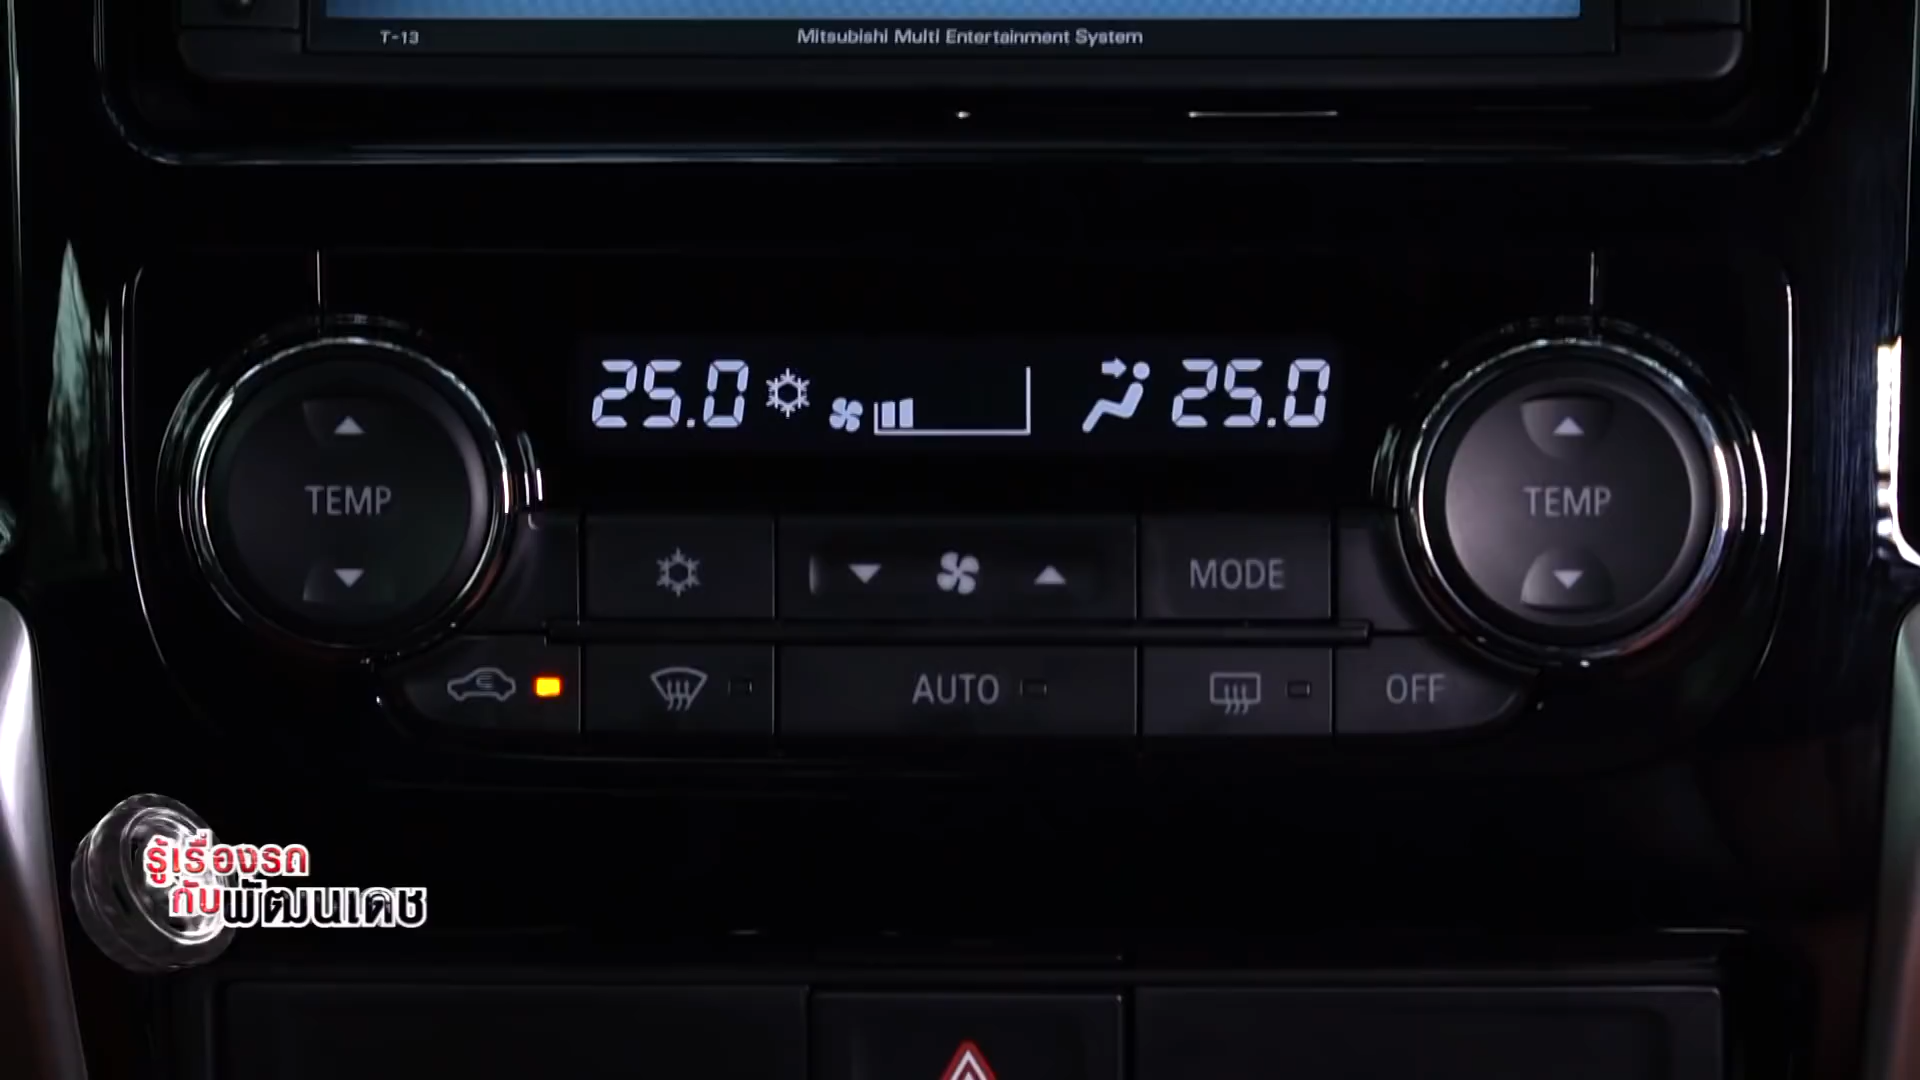 T-13
Mitsubishi Multi Entertainment System
25.0 25.0
TEMP
TEMP
MODE
AUTO
OFF
รู้เรื่องรถ
กับพัฒนเดช